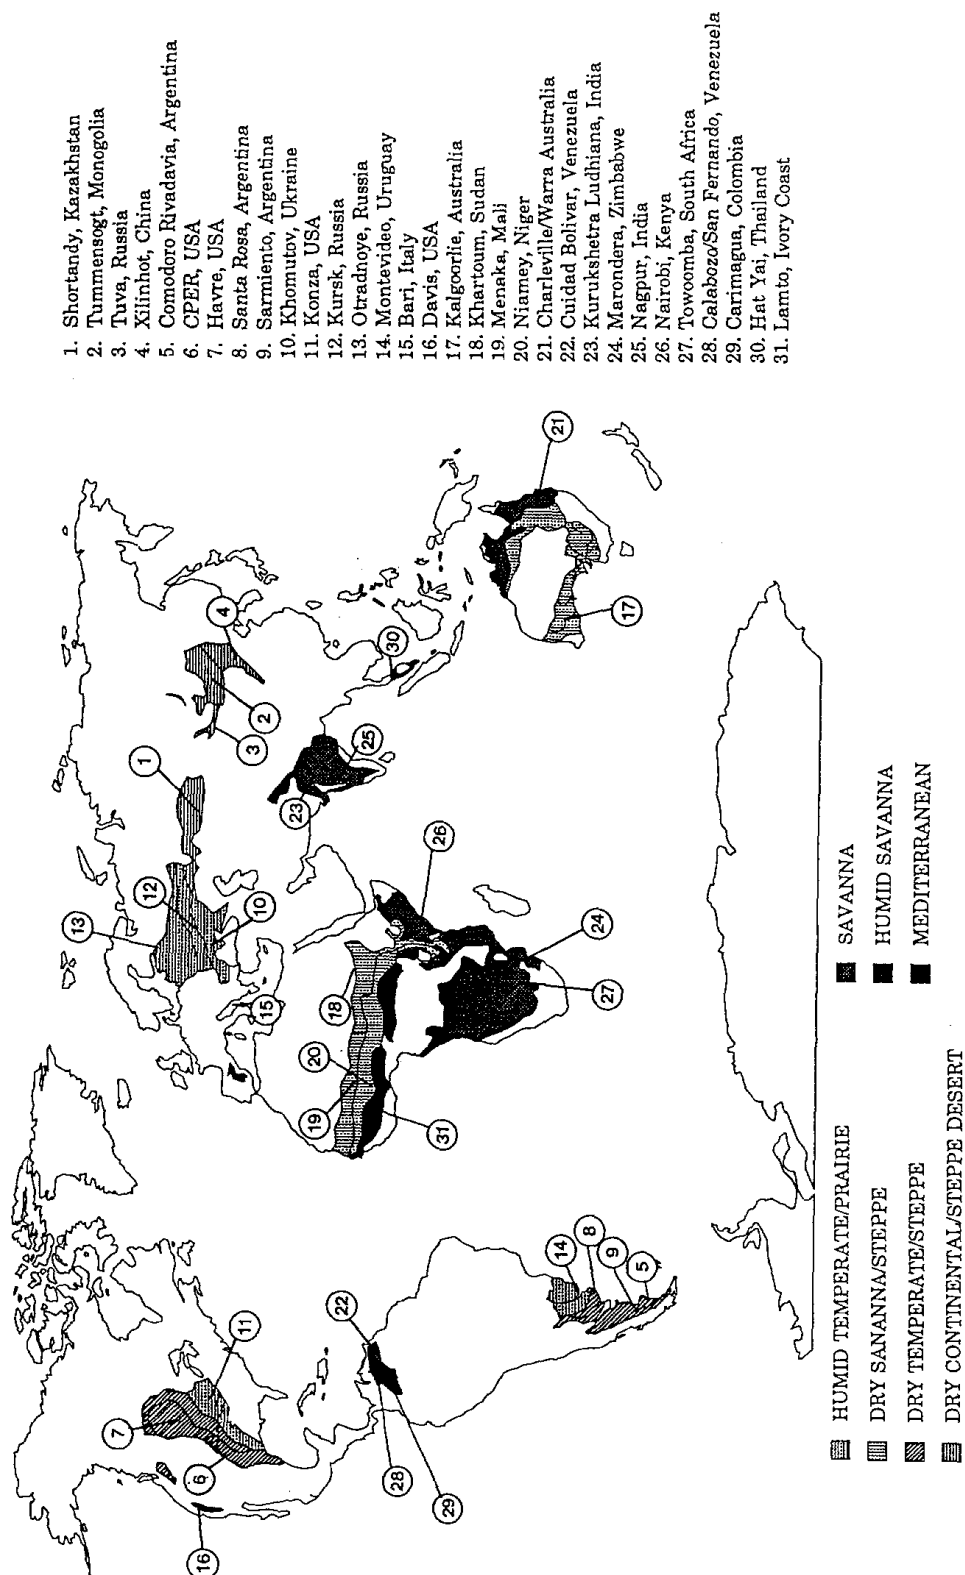 1. Shortandy, Kazakhstan
2. Tummensogt, Monogolia
3. Tuva, Russia
4. Xilinhot, China
5. Comodoro Rivadavia, Argentina
6. CPER, USA
7. Havre, USA
8. Santa Rosa, Argentina
9. Sarmiento, Argentina
10. Khomutov, Ukraine
11. Konza, USA
12. Kursk, Russia
13. Otradnoye, Russia
14. Montevideo, Uruguay
15. Bari, Italy
16. Davis, USA
17. Kalgoorlie, Australia
18. Khartoum, Sudan
19. Menaka, Mali
20. Niamey, Niger
21. Charleville/Warra Australia
22. Cuidad Bolivar, Venezuela
23. Kurukshetra Ludhiana, India
24. Marondera, Zimbabwe
25. Nagpur, India
26. Nairobi, Kenya
27. Towoomba, South Africa
28. Calabozo/San Fernando, Venezuela
29. Carimagua, Colombia
30. Hat Yai, Thailand
31. Lamto, Ivory Coast
13
12
1
10
4
3
2
15
7
11
6
16
23
25
30
18
20
19
31
26
22
28
29
24
27
21
17
14
8
9
5
HUMID TEMPERATE/PRAIRIE
DRY SANANNA/STEPPE
DRY TEMPERATE/STEPPE
DRY CONTINENTAL/STEPPE DESERT
SAVANNA
HUMID SAVANNA
MEDITERRANEAN